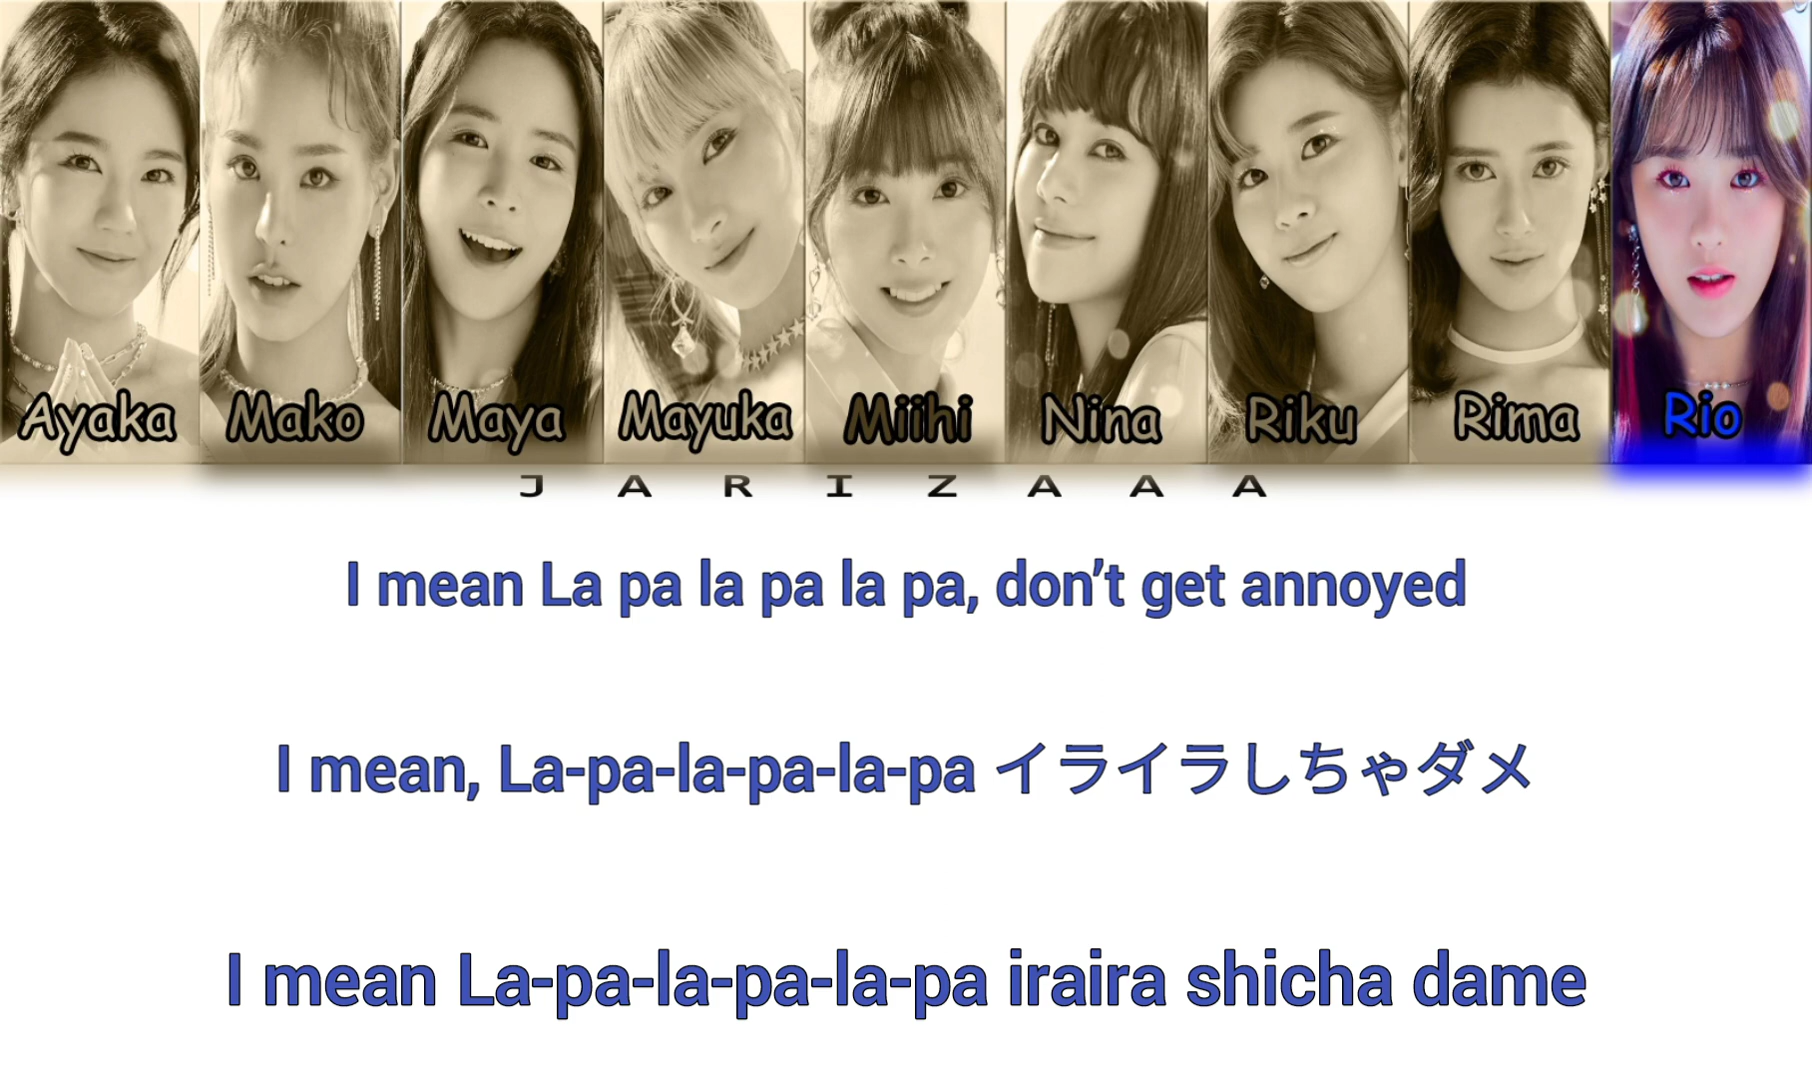 Ayaka Mako Maya Mayuka Miihi Nina Riku Rima Rio
J A R I Z A A A
I mean La pa la pa la pa, don’t get annoyed
I mean, La-pa-la-pa-la-pa イライラしちゃダメ
I mean La-pa-la-pa-la-pa iraira shicha dame